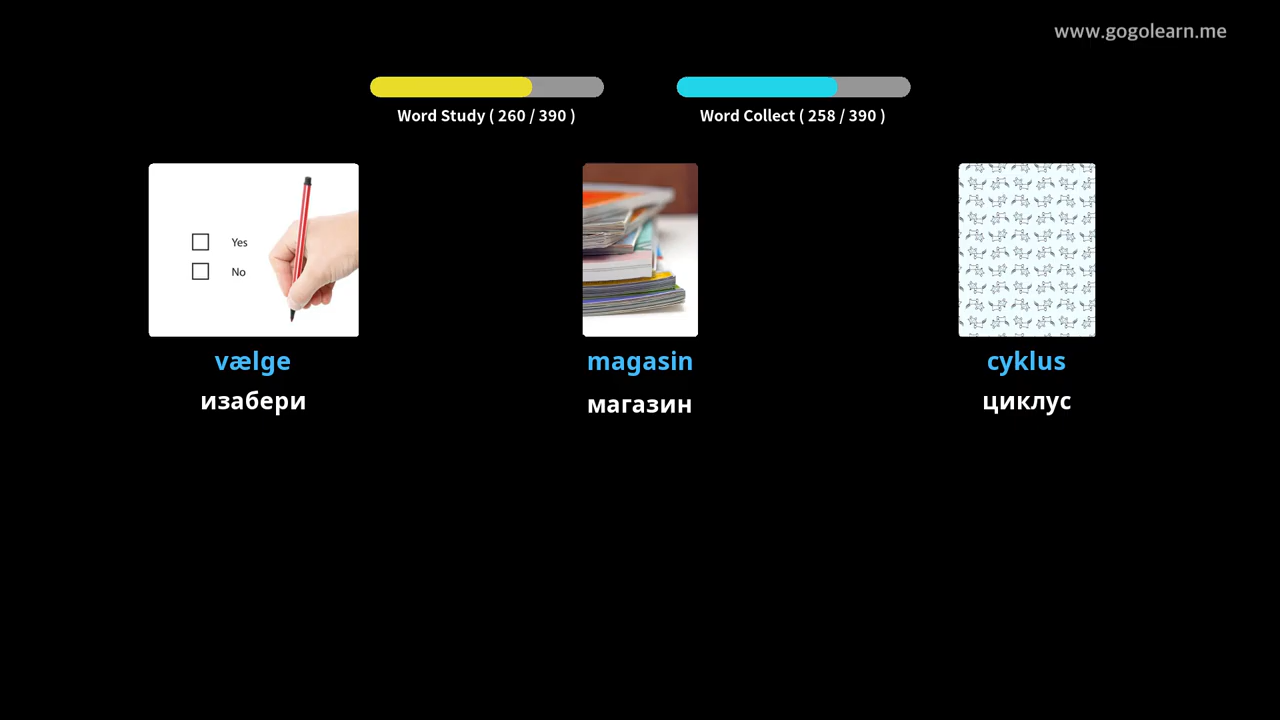 www.gogolearn.me
Word Study ( 260 / 390 )
Word Collect ( 258 / 390 )
Yes
No
vælge
magasin
cyklus
изабери
магазин
циклус